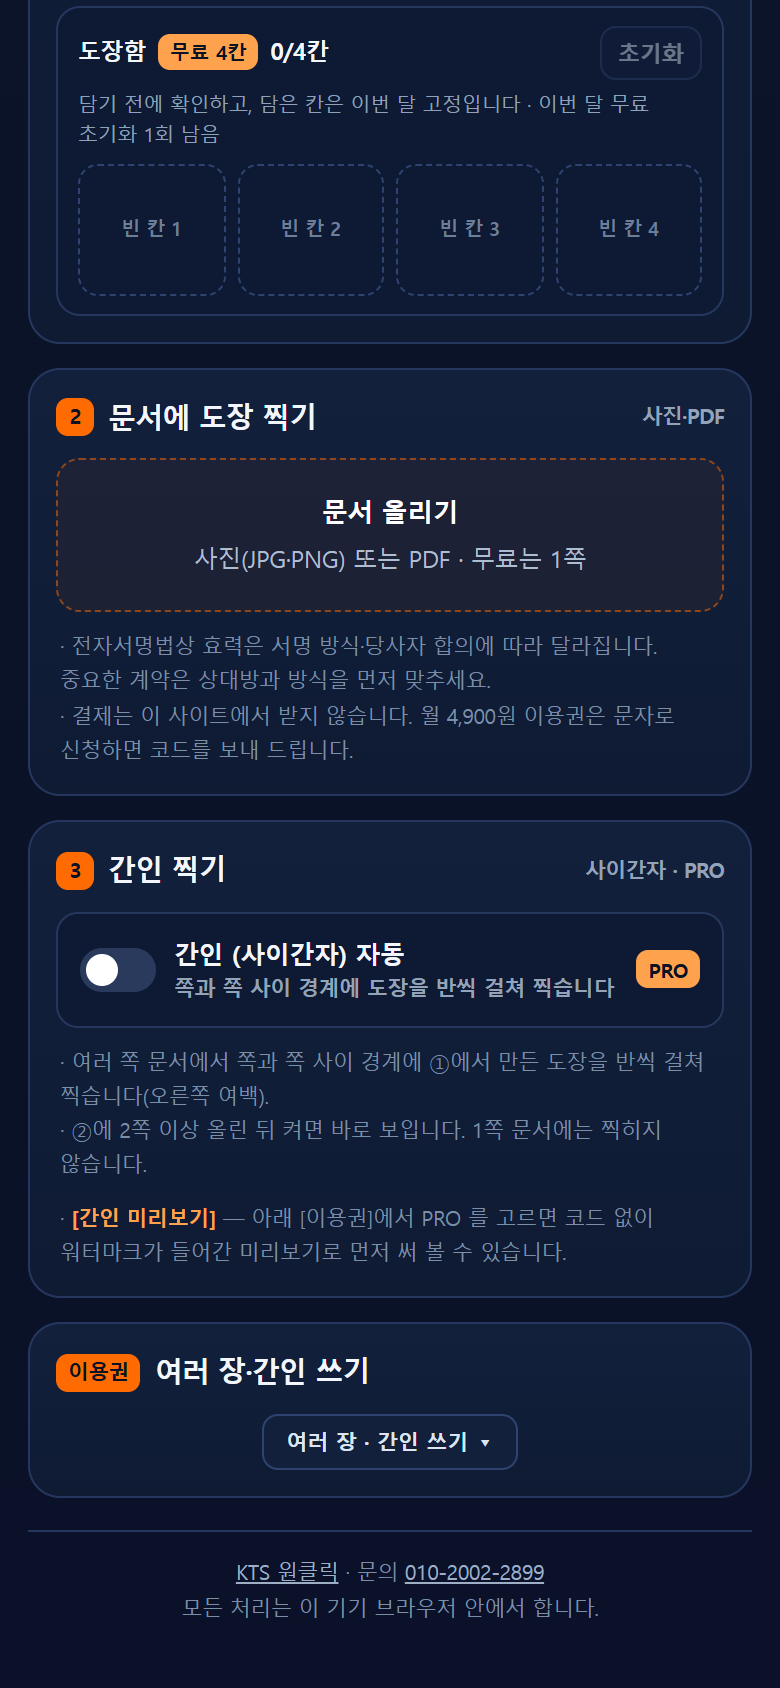 도장함 무료 4칸 0/4칸 초기화
담기 전에 확인하고, 담은 칸은 이번 달 고정입니다 · 이번 달 무료
초기화 1회 남음
빈 칸 1 빈 칸 2 빈 칸 3 빈 칸 4
2 문서에 도장 찍기 사진·PDF
문서 올리기
사진(JPG·PNG) 또는 PDF · 무료는 1쪽
· 전자서명법상 효력은 서명 방식·당사자 합의에 따라 달라집니다.
중요한 계약은 상대방과 방식을 먼저 맞추세요.
· 결제는 이 사이트에서 받지 않습니다. 월 4,900원 이용권은 문자로
신청하면 코드를 보내 드립니다.
3 간인 찍기 사이간자 · PRO
간인 (사이간자) 자동
쪽과 쪽 사이 경계에 도장을 반씩 걸쳐 찍습니다 PRO
· 여러 쪽 문서에서 쪽과 쪽 사이 경계에 ①에서 만든 도장을 반씩 걸쳐
찍습니다(오른쪽 여백).
· ②에 2쪽 이상 올린 뒤 켜면 바로 보입니다. 1쪽 문서에는 찍히지
않습니다.
· [간인 미리보기] — 아래 [이용권]에서 PRO 를 고르면 코드 없이
워터마크가 들어간 미리보기로 먼저 써 볼 수 있습니다.
이용권 여러 장·간인 쓰기
여러 장 · 간인 쓰기 ▾
KTS 원클릭 · 문의 010-2002-2899
모든 처리는 이 기기 브라우저 안에서 합니다.